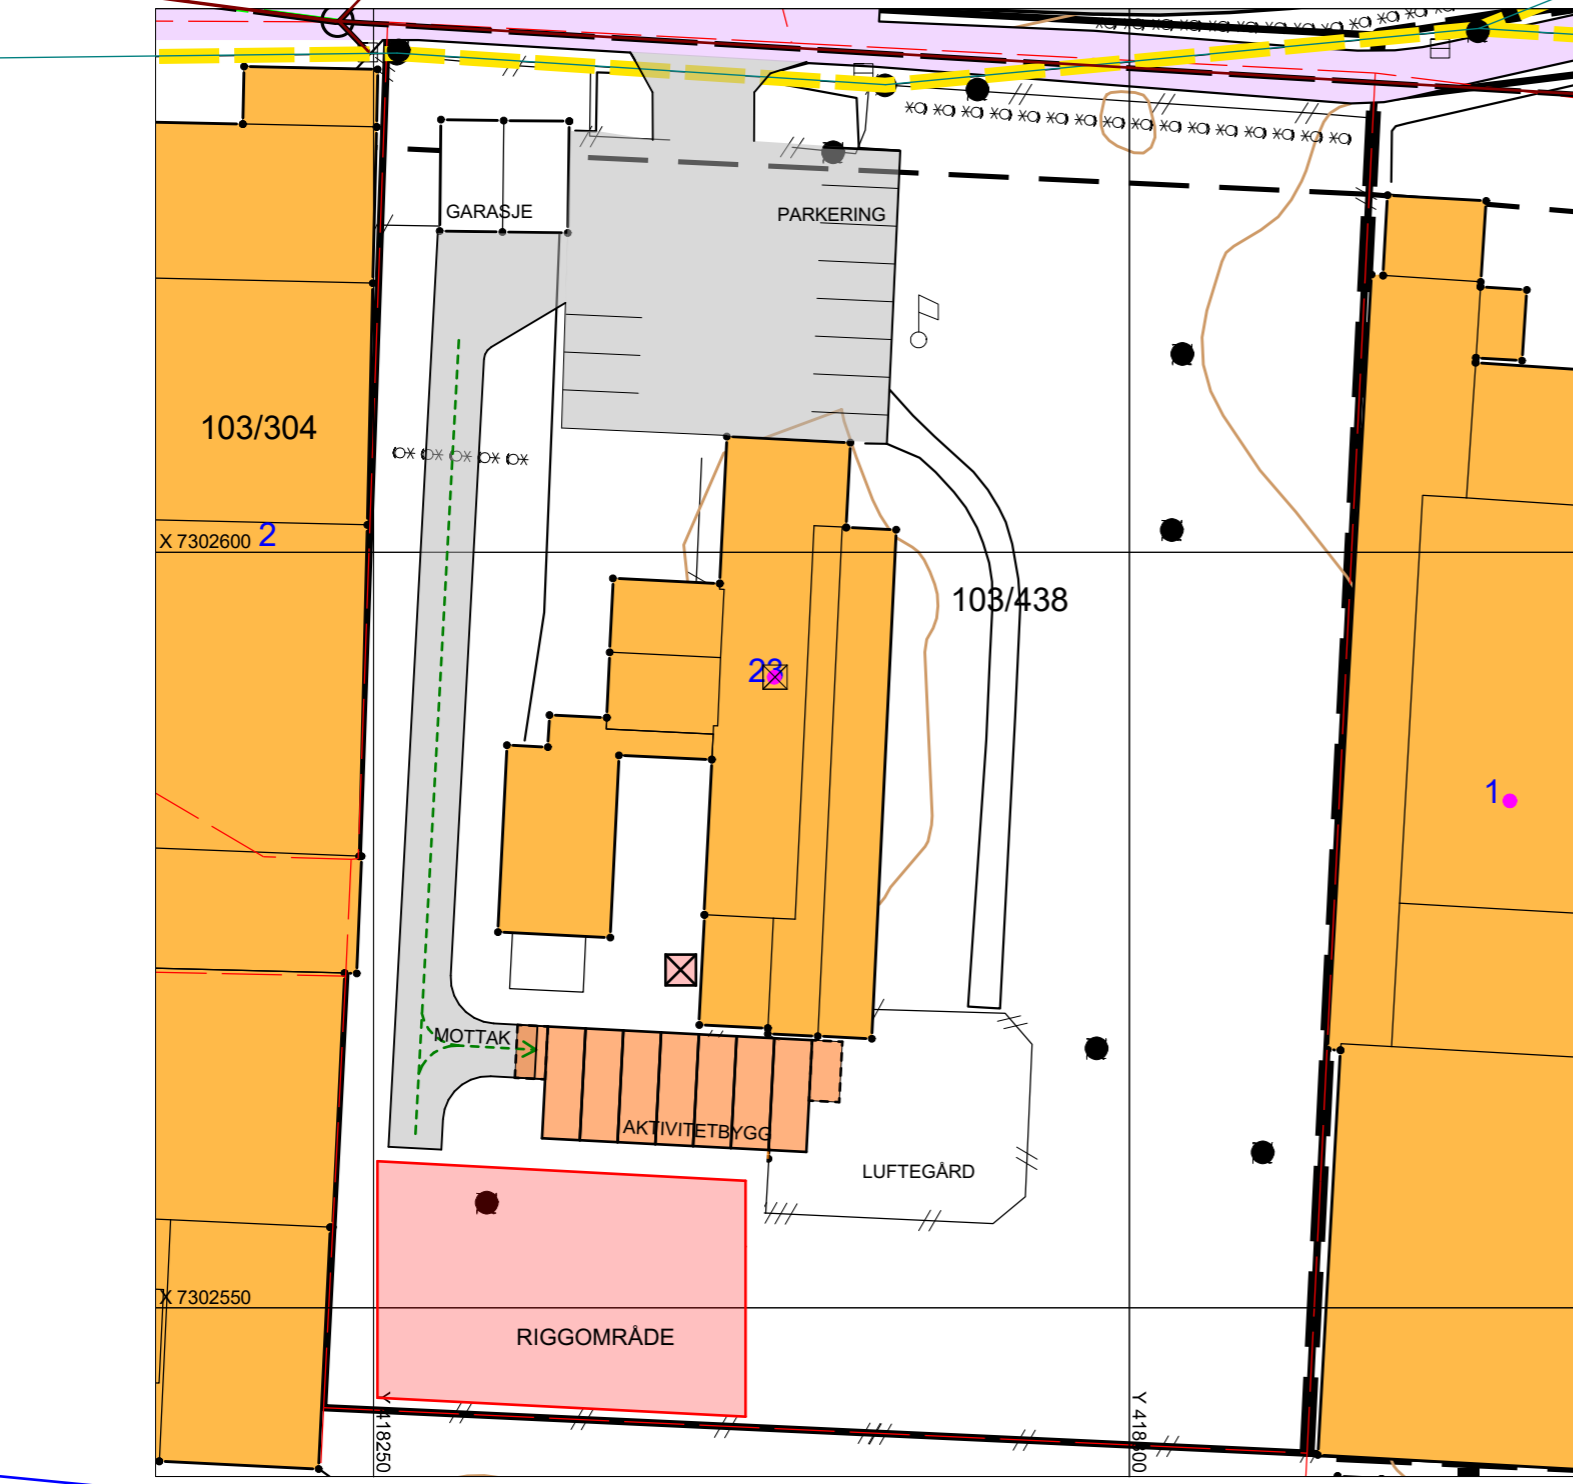 GARASJE
PARKERING
103/304
X 7302600
2
103/438
23
1
MOTTAK
AKTIVITETBYGG
LUFTEGÅRD
X 7302550
RIGGOMRÅDE
Y 418250
Y 418300